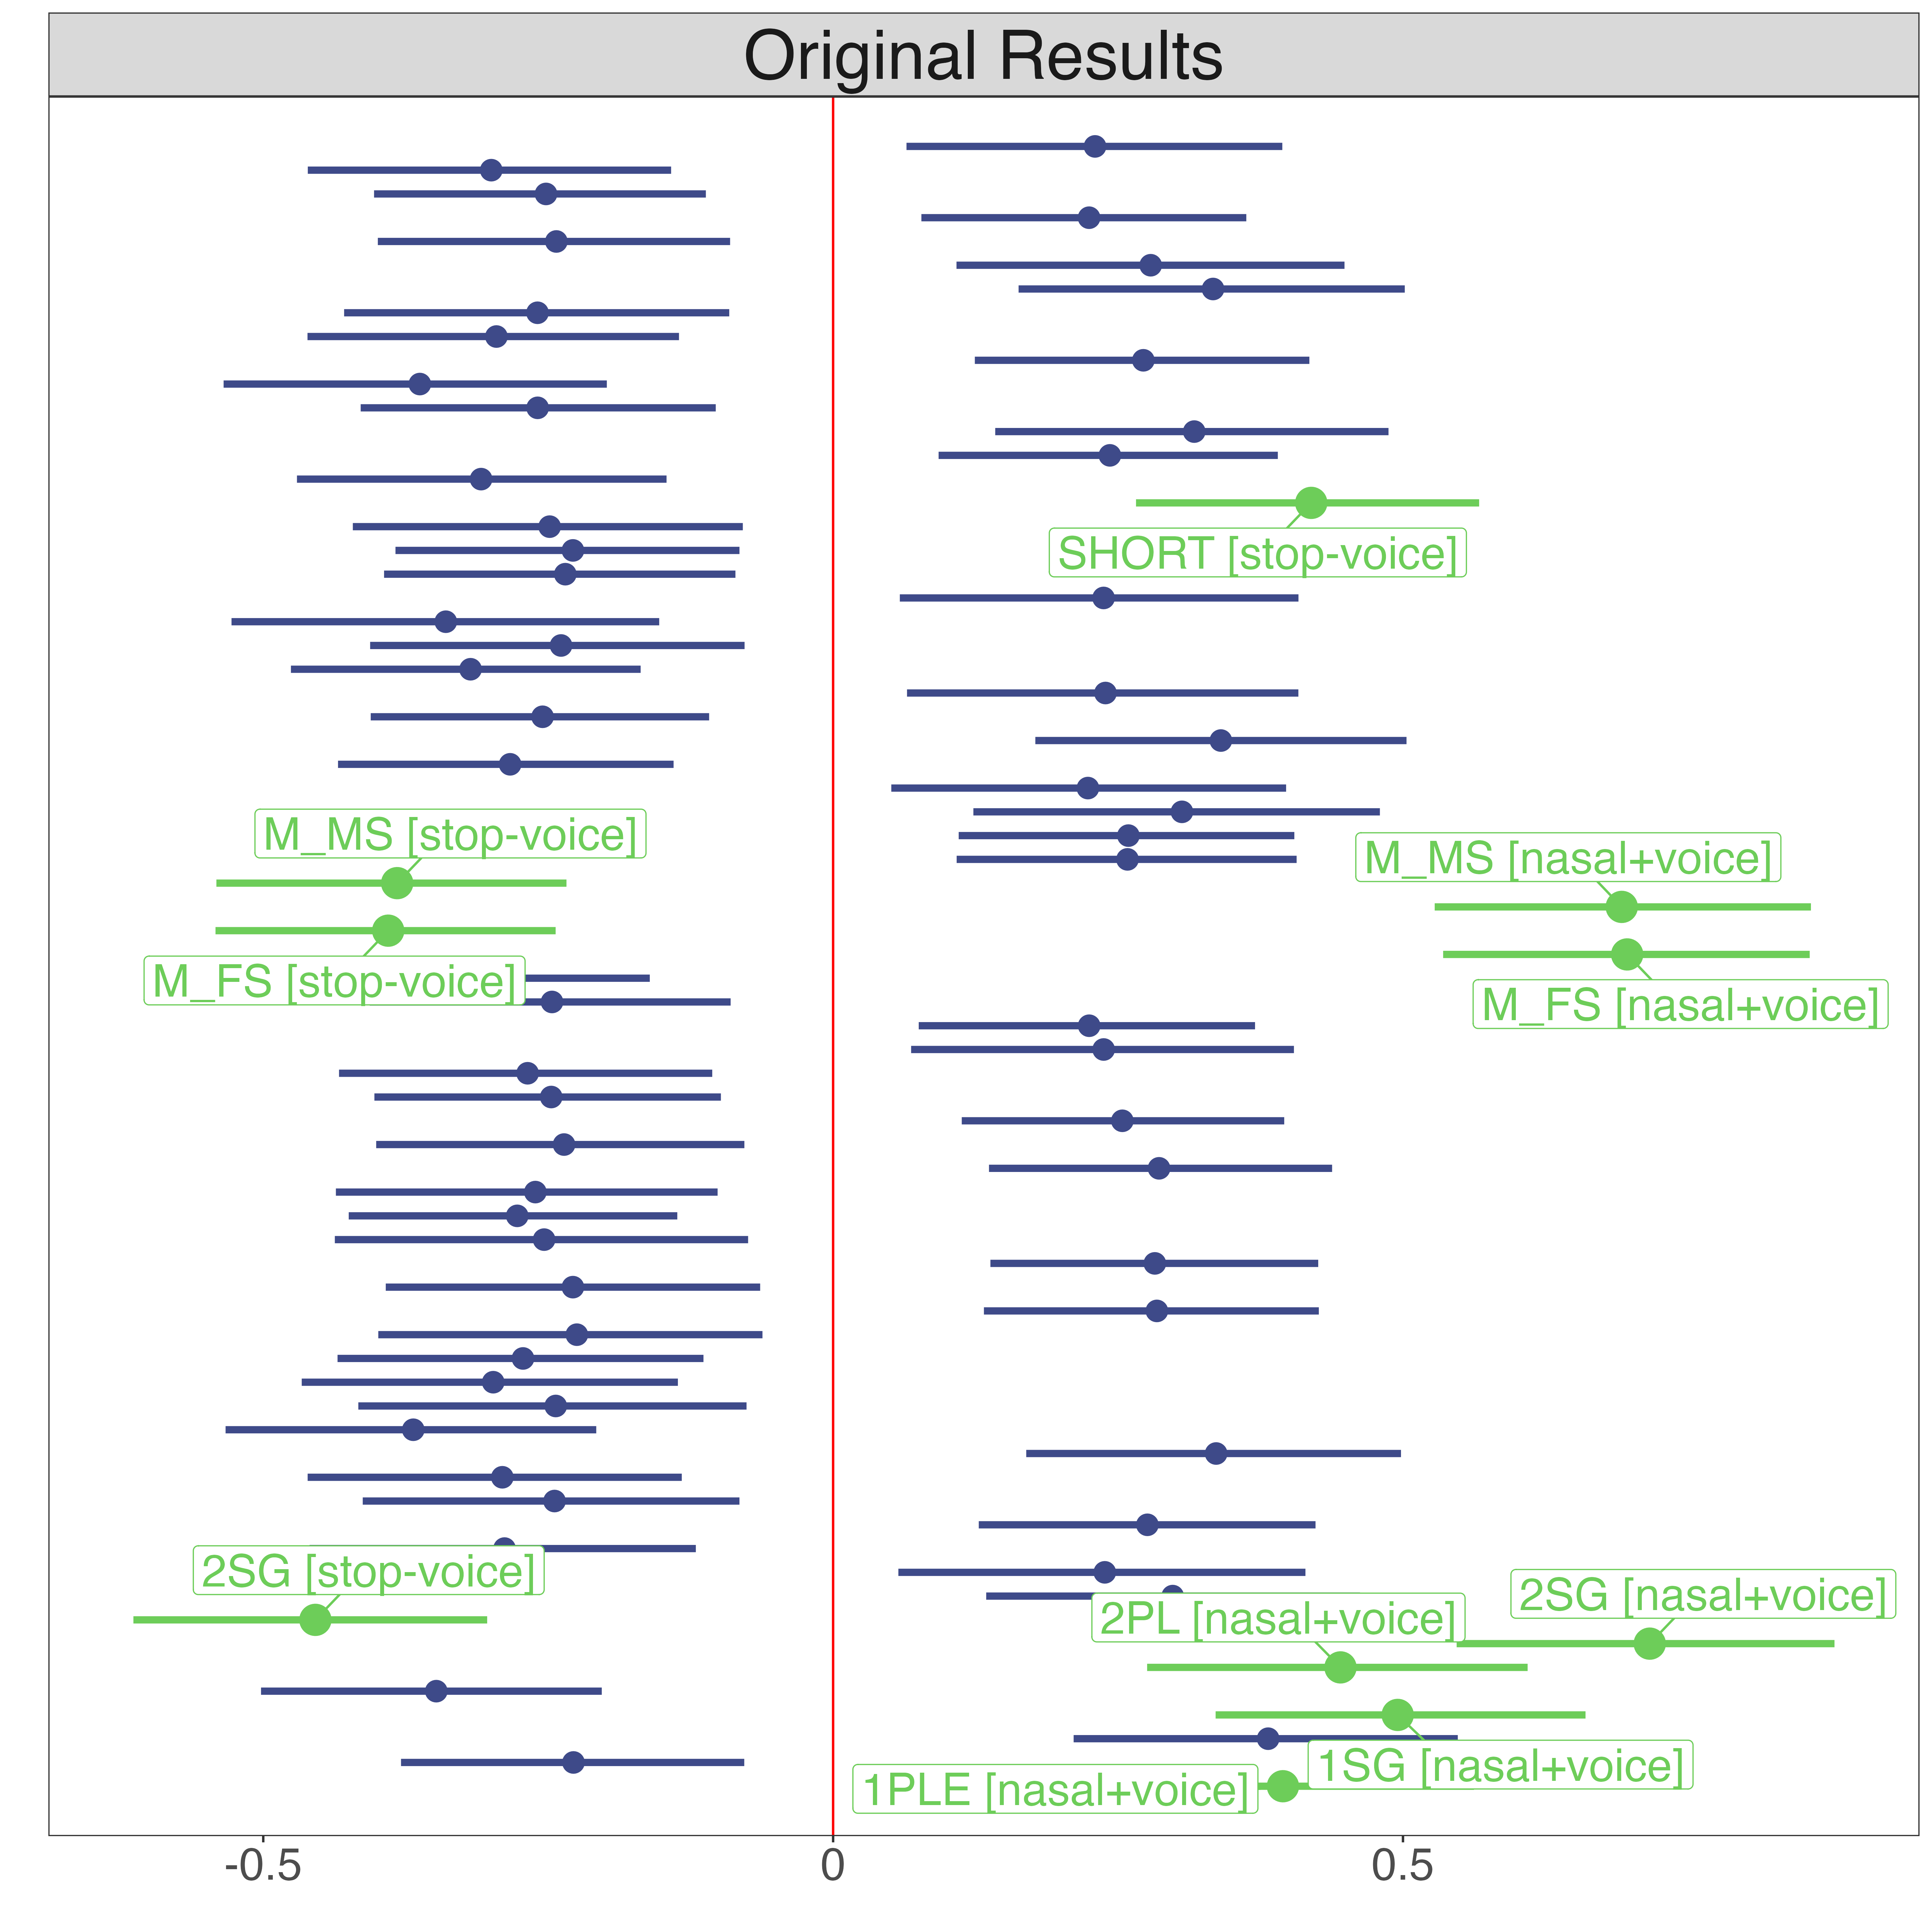 Original Results
SHORT [stop-voice]
M_MS [stop-voice]
M_MS [nasal+voice]
M_FS [stop-voice]
M_FS [nasal+voice]
2SG [stop-voice]
2SG [nasal+voice]
2PL [nasal+voice]
1SG [nasal+voice]
1PLE [nasal+voice]
-0.5
0
0.5